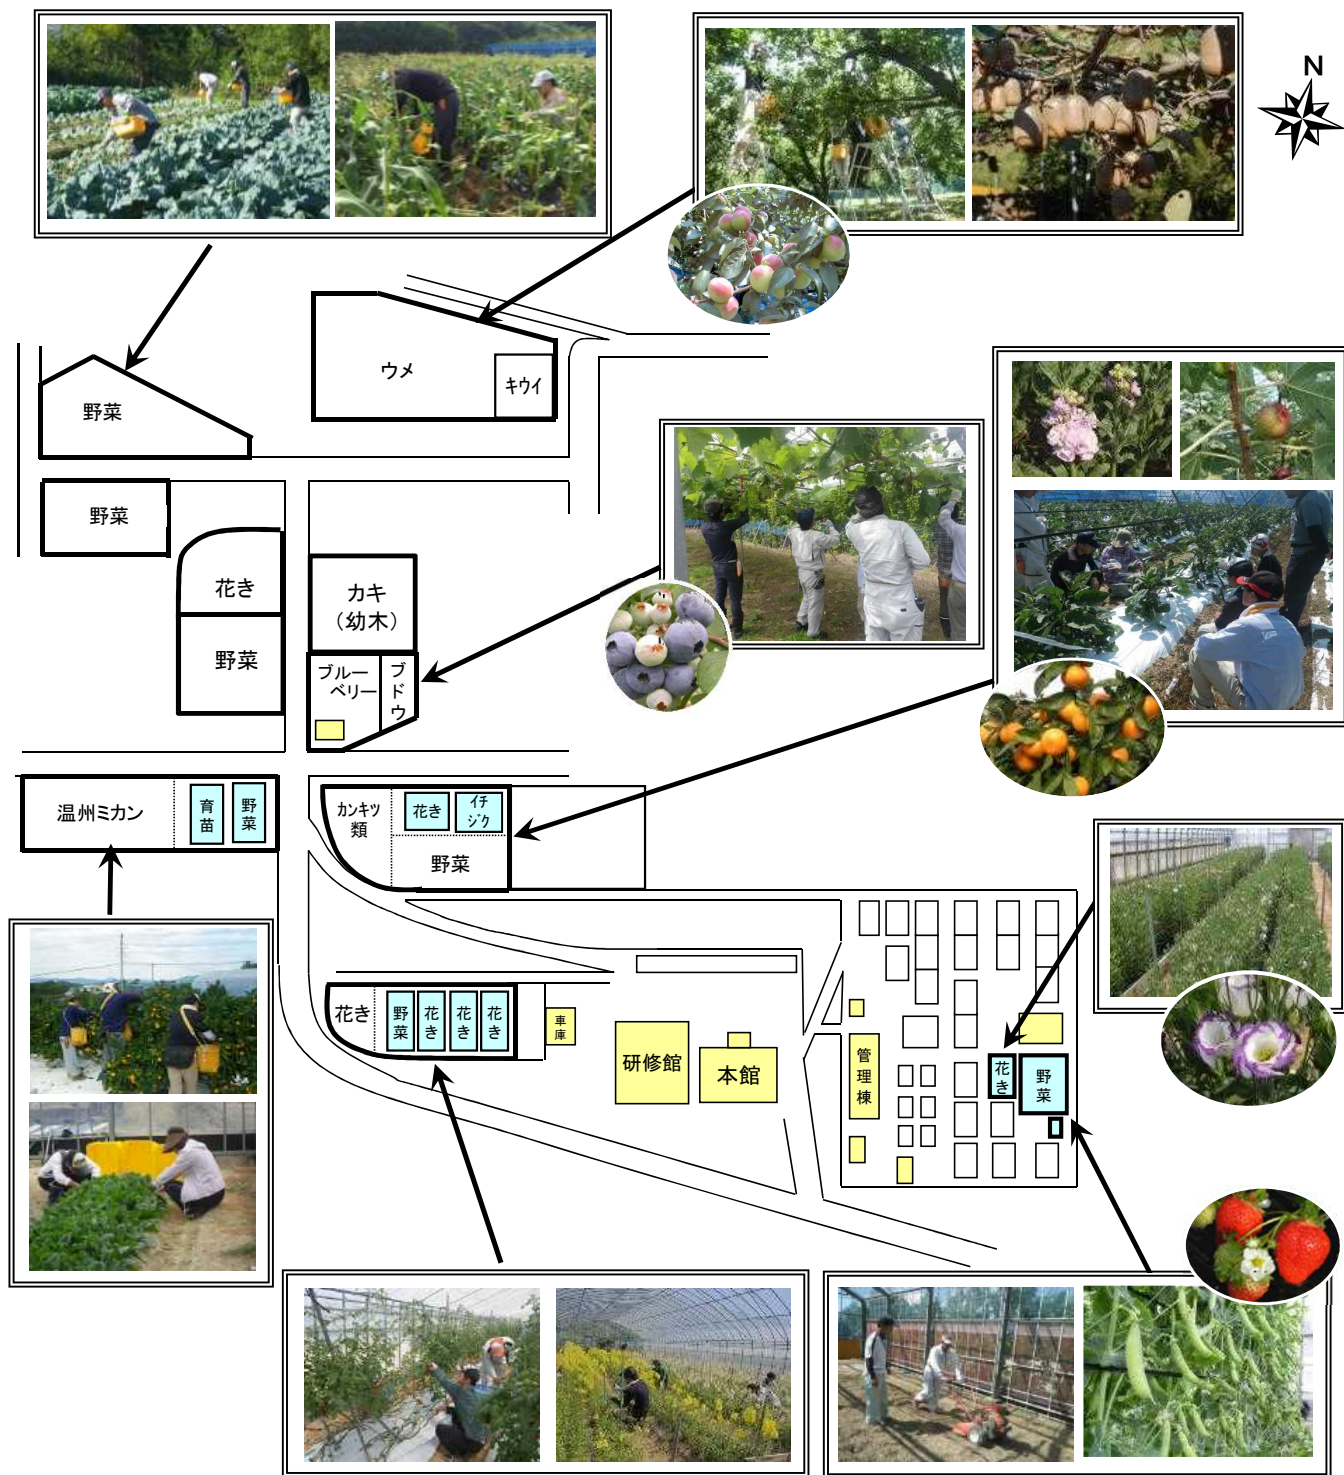 N
ウメ
キウイ
野菜
野菜
花き
カキ
（幼木）
野菜
ブルー
ベリー
ブドウ
温州ミカン
育苗
野菜
カンキツ
類
花き
イチ
ジク
野菜
花き
野菜
花き
花き
花き
車庫
研修館
本館
管理棟
花き
野菜